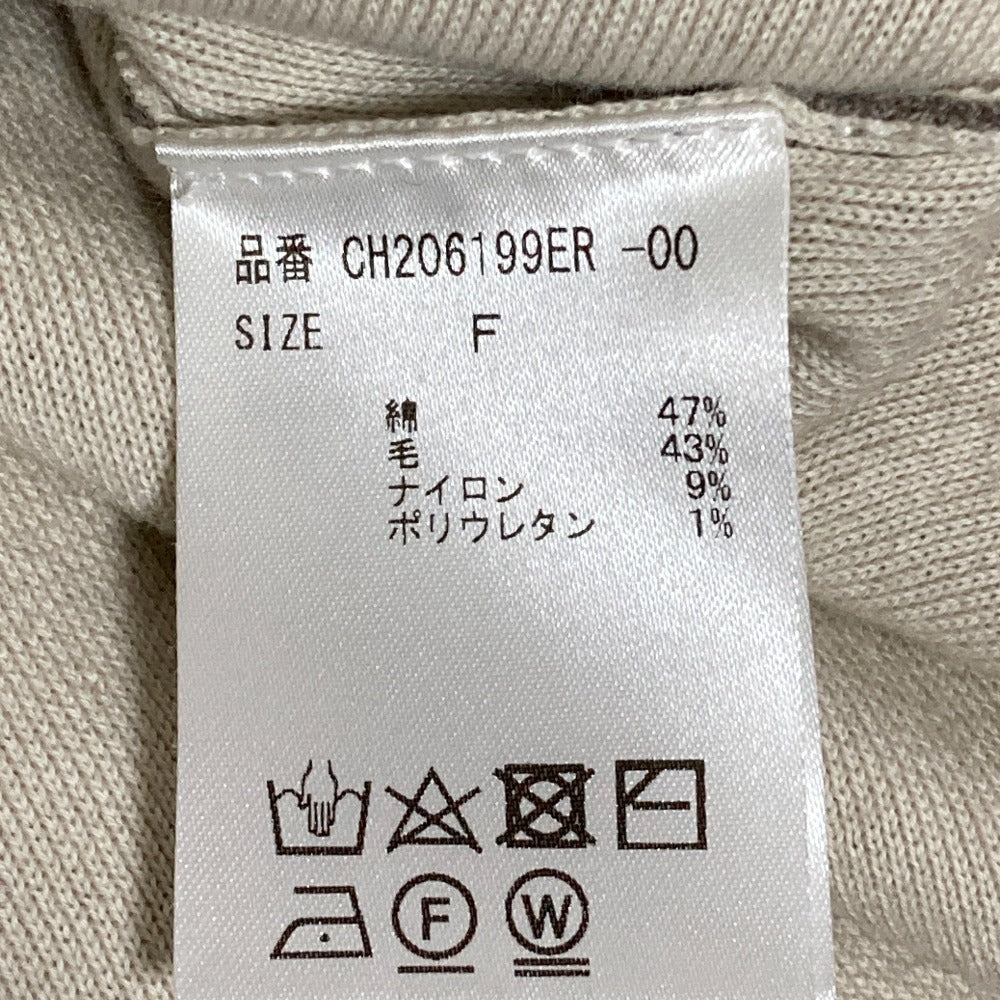 品番 CH206199ER -00
SIZE F
綿 47%
毛 43%
ナイロン 9%
ポリウレタン 1%
F W